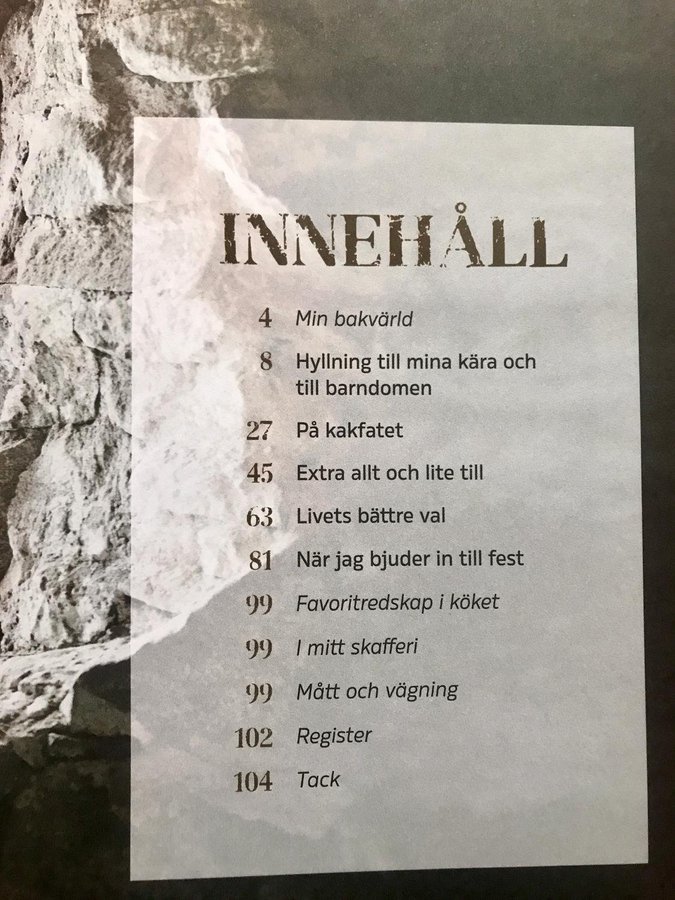 INNEHÅLL
4 Min bakvärld
8 Hyllning till mina kära och
till barndomen
27 På kakfatet
45 Extra allt och lite till
63 Livets bättre val
81 När jag bjuder in till fest
99 Favoritredskap i köket
99 I mitt skafferi
99 Mått och vägning
102 Register
104 Tack